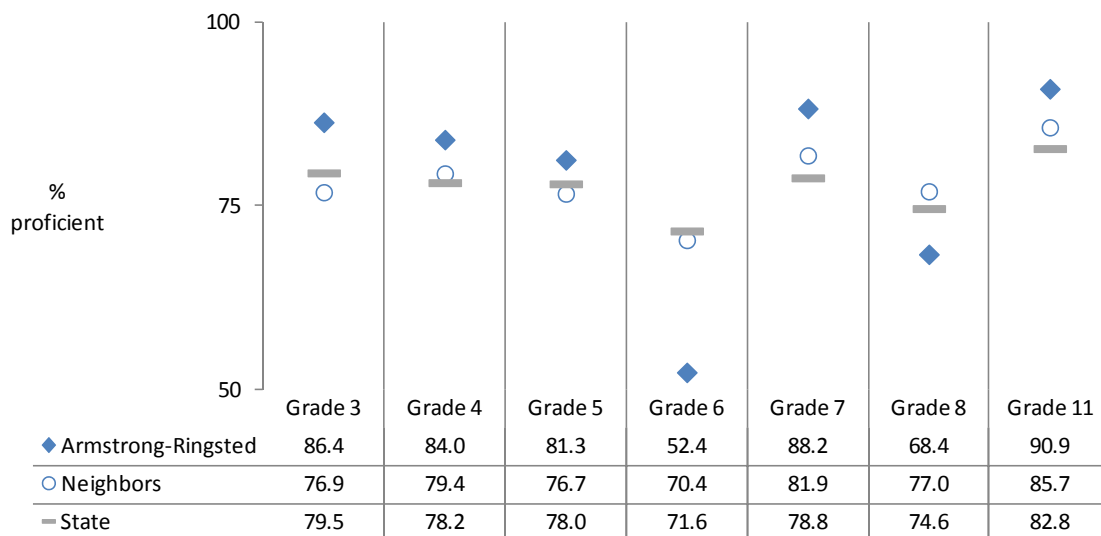 100
75
%
proficient
50
Grade 3 Grade 4 Grade 5 Grade 6 Grade 7 Grade 8 Grade 11
Armstrong-Ringsted 86.4 84.0 81.3 52.4 88.2 68.4 90.9
Neighbors 76.9 79.4 76.7 70.4 81.9 77.0 85.7
State 79.5 78.2 78.0 71.6 78.8 74.6 82.8